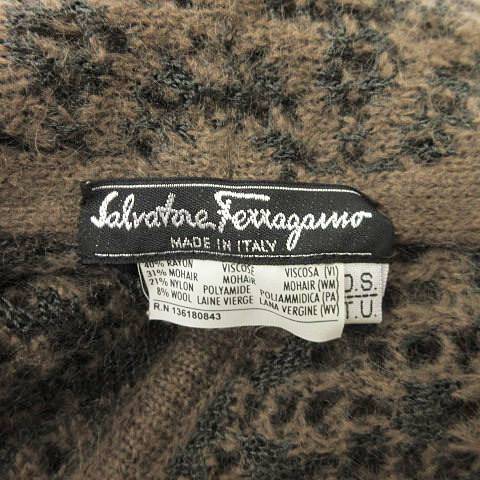 Salvatore Ferragamo
MADE IN ITALY
40% RAYON VISCOSE VISCOSA (VI)
31% MOHAIR MOHAIR MOHAIR (WM)
21% NYLON POLYAMIDE POLIAMMIDICA (PA)
8% WOOL LAINE VIERGE LANA VERGINE (WV)
R.N 136180843
O.S.
T.U.